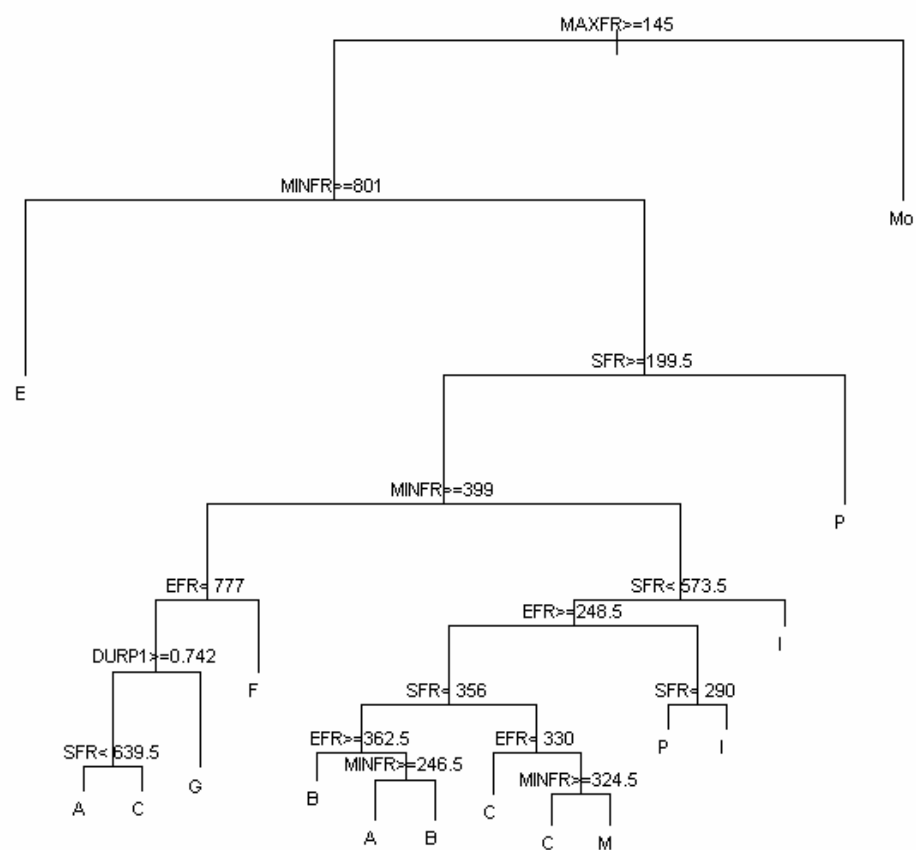 MAXFR>=145
MINFR>=801
Mo
SFR>=199.5
E
MINFR>=399
P
EFR< 777
SFR< 573.5
EFR>=248.5
I
DURP1>=0.742
F
SFR< 356
SFR< 290
EFR>=362.5
EFR< 330
P
I
SFR< 639.5
MINFR>=246.5
MINFR>=324.5
G
B
A
C
C
A
B
C
M